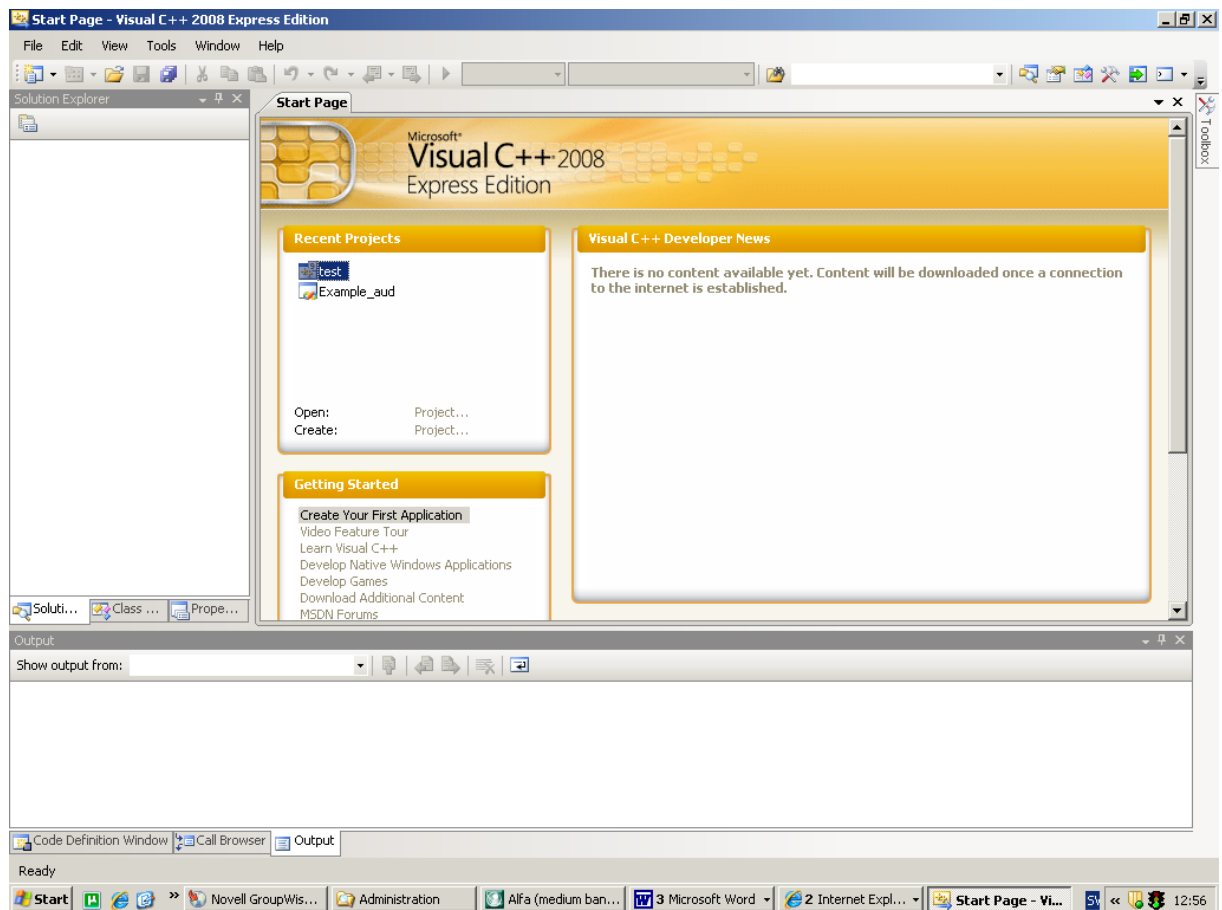 Start Page - Visual C++ 2008 Express Edition
File Edit View Tools Window Help
Solution Explorer
Start Page
Toolbox
Microsoft
Visual C++ 2008
Express Edition
Recent Projects
test
Example_aud
Open: Project...
Create: Project...
Visual C++ Developer News
There is no content available yet. Content will be downloaded once a connection
to the internet is established.
Getting Started
Create Your First Application
Video Feature Tour
Learn Visual C++
Develop Native Windows Applications
Develop Games
Download Additional Content
MSDN Forums
Soluti... Class ... Prope...
Output
Show output from:
Code Definition Window Call Browser Output
Ready
Start Novell GroupWis... Administration Alfa (medium ban... 3 Microsoft Word 2 Internet Expl... Start Page - Vi... SV 12:56